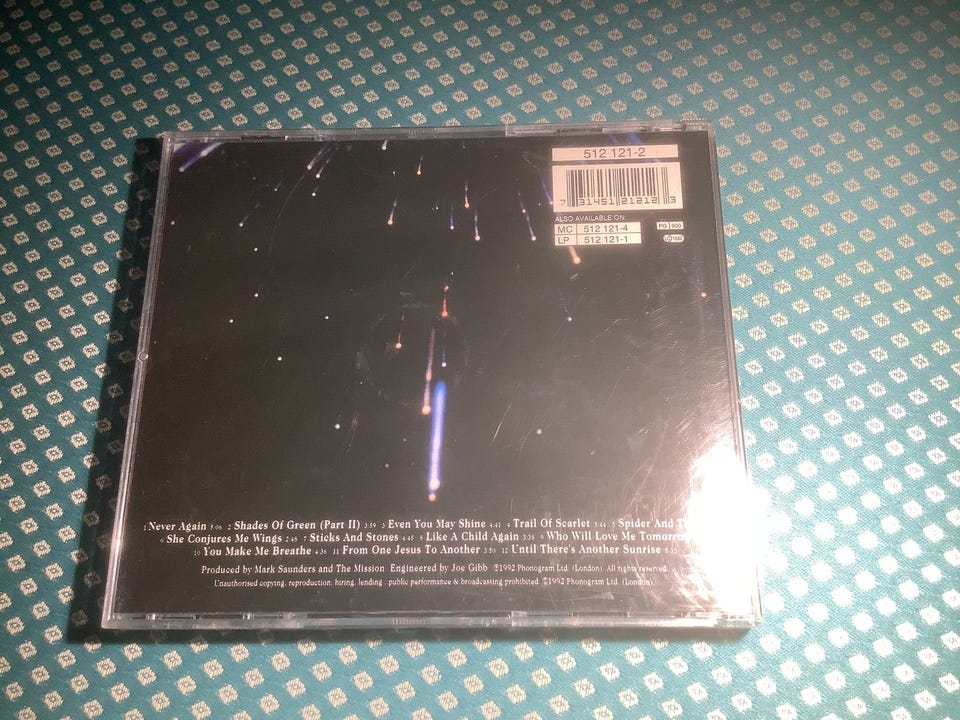 512 121-2
7 31451 21212 3
ALSO AVAILABLE ON
MC 512 121-4 PG 900
LP 512 121-1
1 Never Again 5:06 2 Shades Of Green (Part II) 3:59 3 Even You May Shine 4:41 4 Trail Of Scarlet 3:44 5 Spider And
6 She Conjures Me Wings 2:45 7 Sticks And Stones 4:45 8 Like A Child Again 3:36 9 Who Will Love Me
10 You Make Me Breathe 4:36 11 From One Jesus To Another 3:50 12 Until There's Another Sunrise
Produced by Mark Saunders and The Mission Engineered by Joe Gibb ℗1992 Phonogram Ltd. (London). All rights reserved.
Unauthorised copying, reproduction, hiring, lending, public performance & broadcasting prohibited ©1992 Phonogram Ltd. (London).